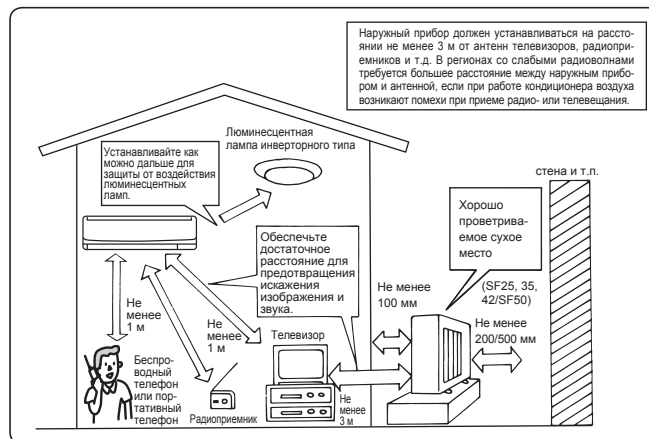 Наружный прибор должен устанавливаться на рассто-
янии не менее 3 м от антенн телевизоров, радиопри-
емников и т.д. В регионах со слабыми радиоволнами
требуется большее расстояние между наружным прибо-
ром и антенной, если при работе кондиционера воздуха
возникают помехи при приеме радио- или телевещания.
Люминесцентная
лампа инверторного типа
Устанавливайте как
можно дальше для
защиты от воздействия
люминесцентных
ламп.
стена и т.п.
Хорошо
проветрива-
емое сухое
место
Обеспечьте
достаточное
расстояние для
предотвращения
искажения
изображения и
звука.
Не менее
100 мм
(SF25, 35,
42/SF50)
Не менее
200/500 мм
Не
менее
1 м
Не
менее
1 м
Телевизор
Беспро-
водный
телефон
или пор-
тативный
телефон
Радиоприемник
Не
менее
3 м